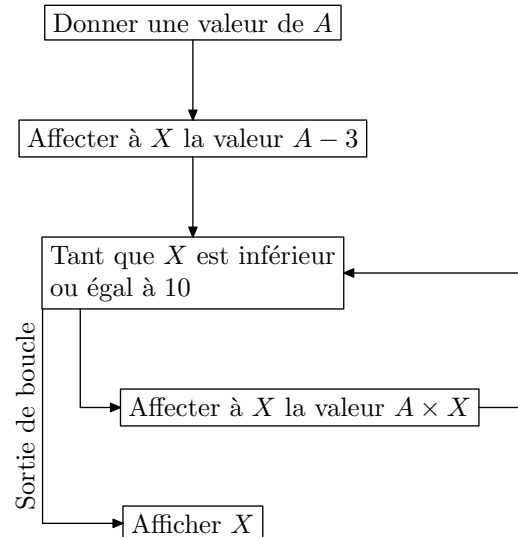 Donner une valeur de A
Affecter à X la valeur A − 3
Tant que X est inférieur
ou égal à 10
Sortie de boucle
Affecter à X la valeur A × X
Afficher X